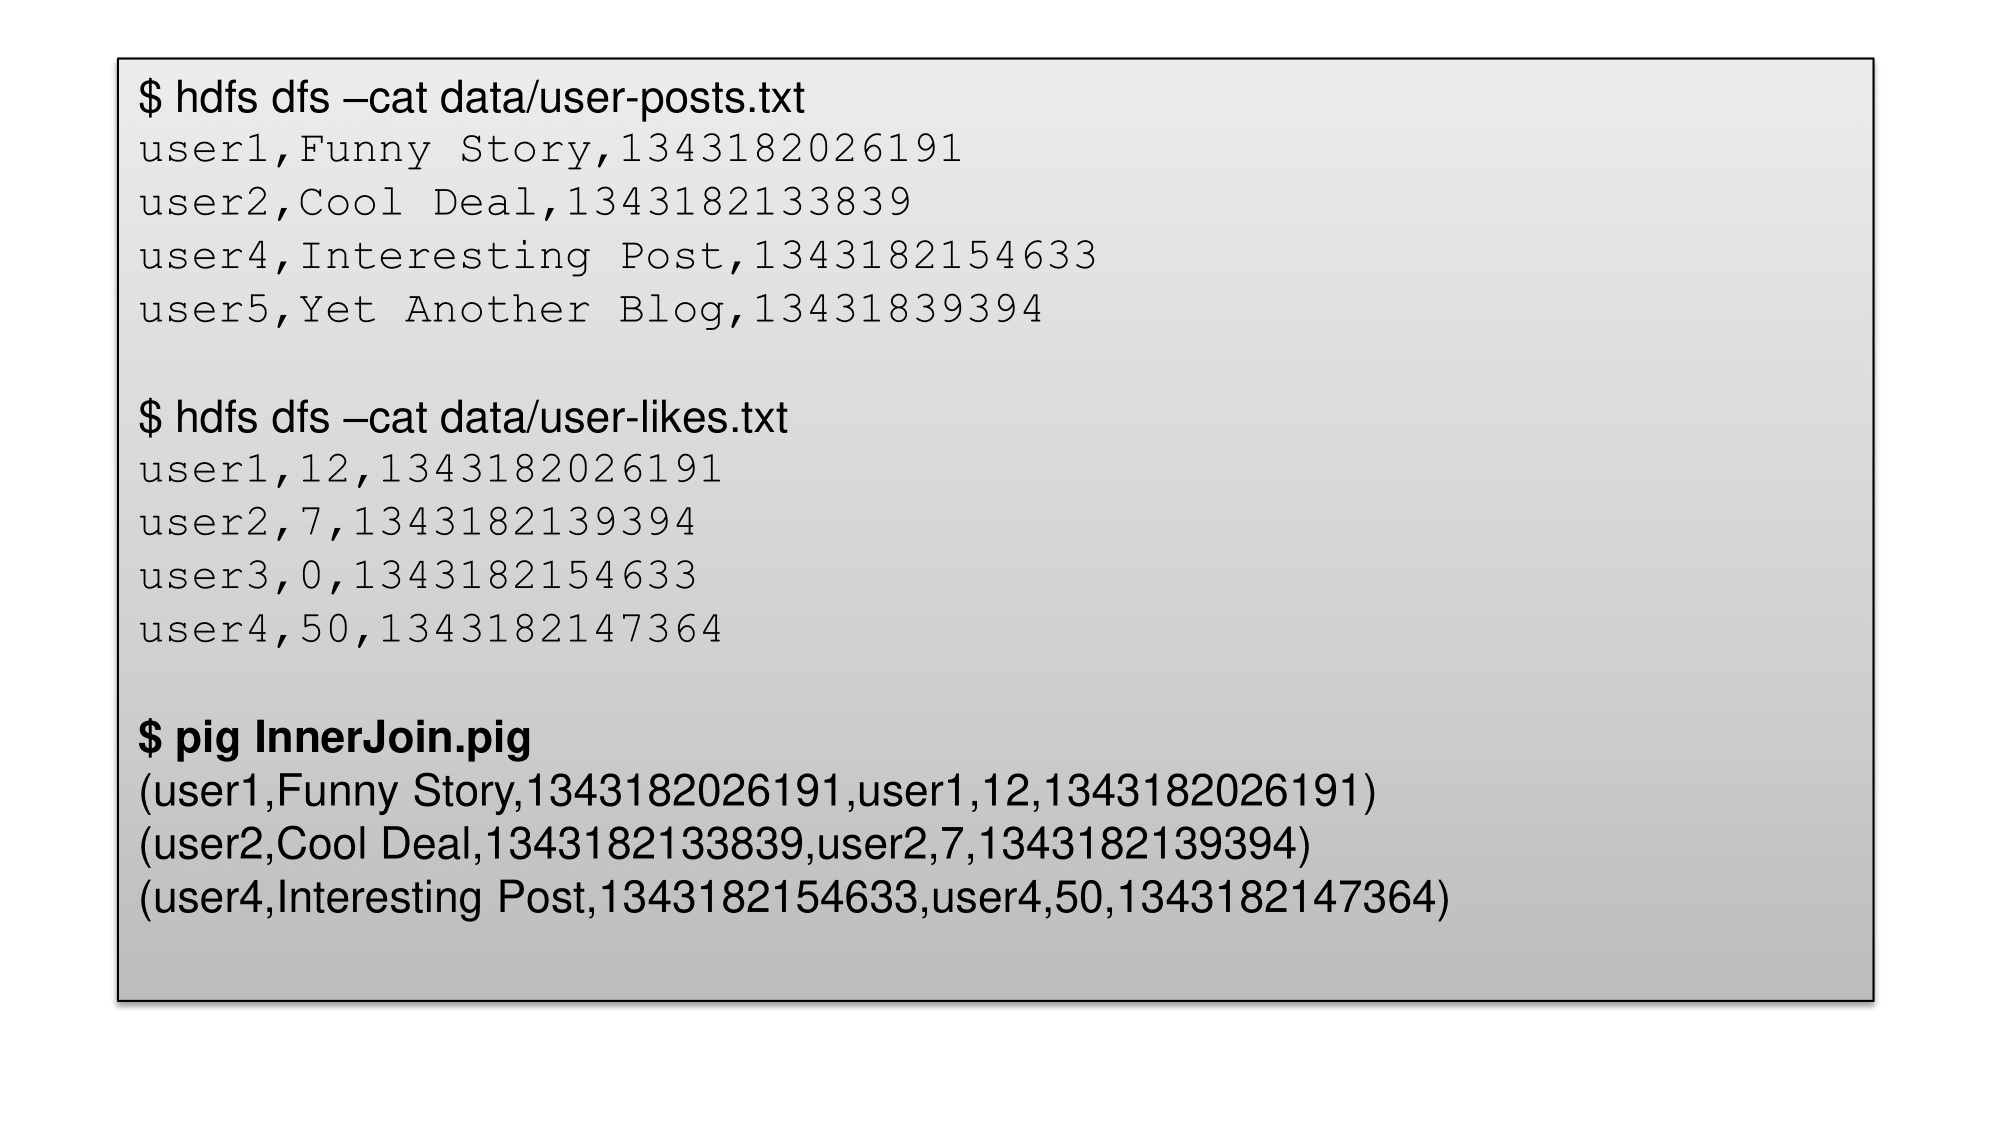 $ hdfs dfs –cat data/user-posts.txt
user1,Funny Story,1343182026191
user2,Cool Deal,1343182133839
user4,Interesting Post,1343182154633
user5,Yet Another Blog,13431839394
$ hdfs dfs –cat data/user-likes.txt
user1,12,1343182026191
user2,7,1343182139394
user3,0,1343182154633
user4,50,1343182147364
$ pig InnerJoin.pig
(user1,Funny Story,1343182026191,user1,12,1343182026191)
(user2,Cool Deal,1343182133839,user2,7,1343182139394)
(user4,Interesting Post,1343182154633,user4,50,1343182147364)